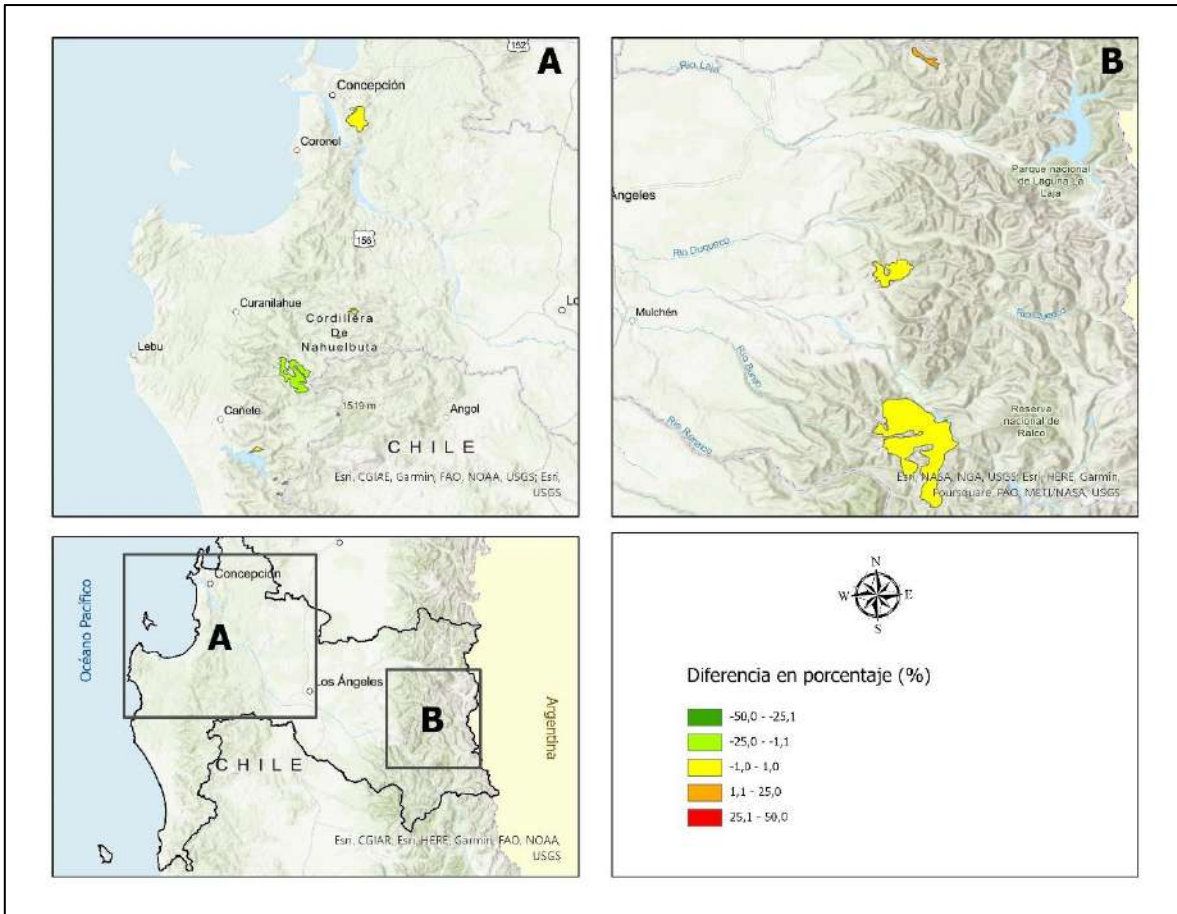 A
152
Concepción
Coronel
156
Curanilahue
Cordillera
De
Nahuelbuta
Lebu
Cañete
1519 m
Angol
CHILE
Esri, CGIAR, Garmin, FAO, NOAA, USGS; Esri,
USGS
B
Río Laja
Parque nacional
de Laguna La
Laja
Ángeles
Río Duqueco
Mulchén
Río Queuco
Río Bureo
Río Renaico
Reserva
nacional de
Ralco
Esri, NASA, NGA, USGS; Esri, HERE, Garmin,
Foursquare, FAO, METI/NASA, USGS
Océano Pacífico
Concepción
A
Los Ángeles
B
Argentina
CHILE
Esri, CGIAR, Esri, HERE, Garmin, FAO, NOAA,
USGS
N
W
E
S
Diferencia en porcentaje (%)
-50,0 - -25,1
-25,0 - -1,1
-1,0 - 1,0
1,1 - 25,0
25,1 - 50,0